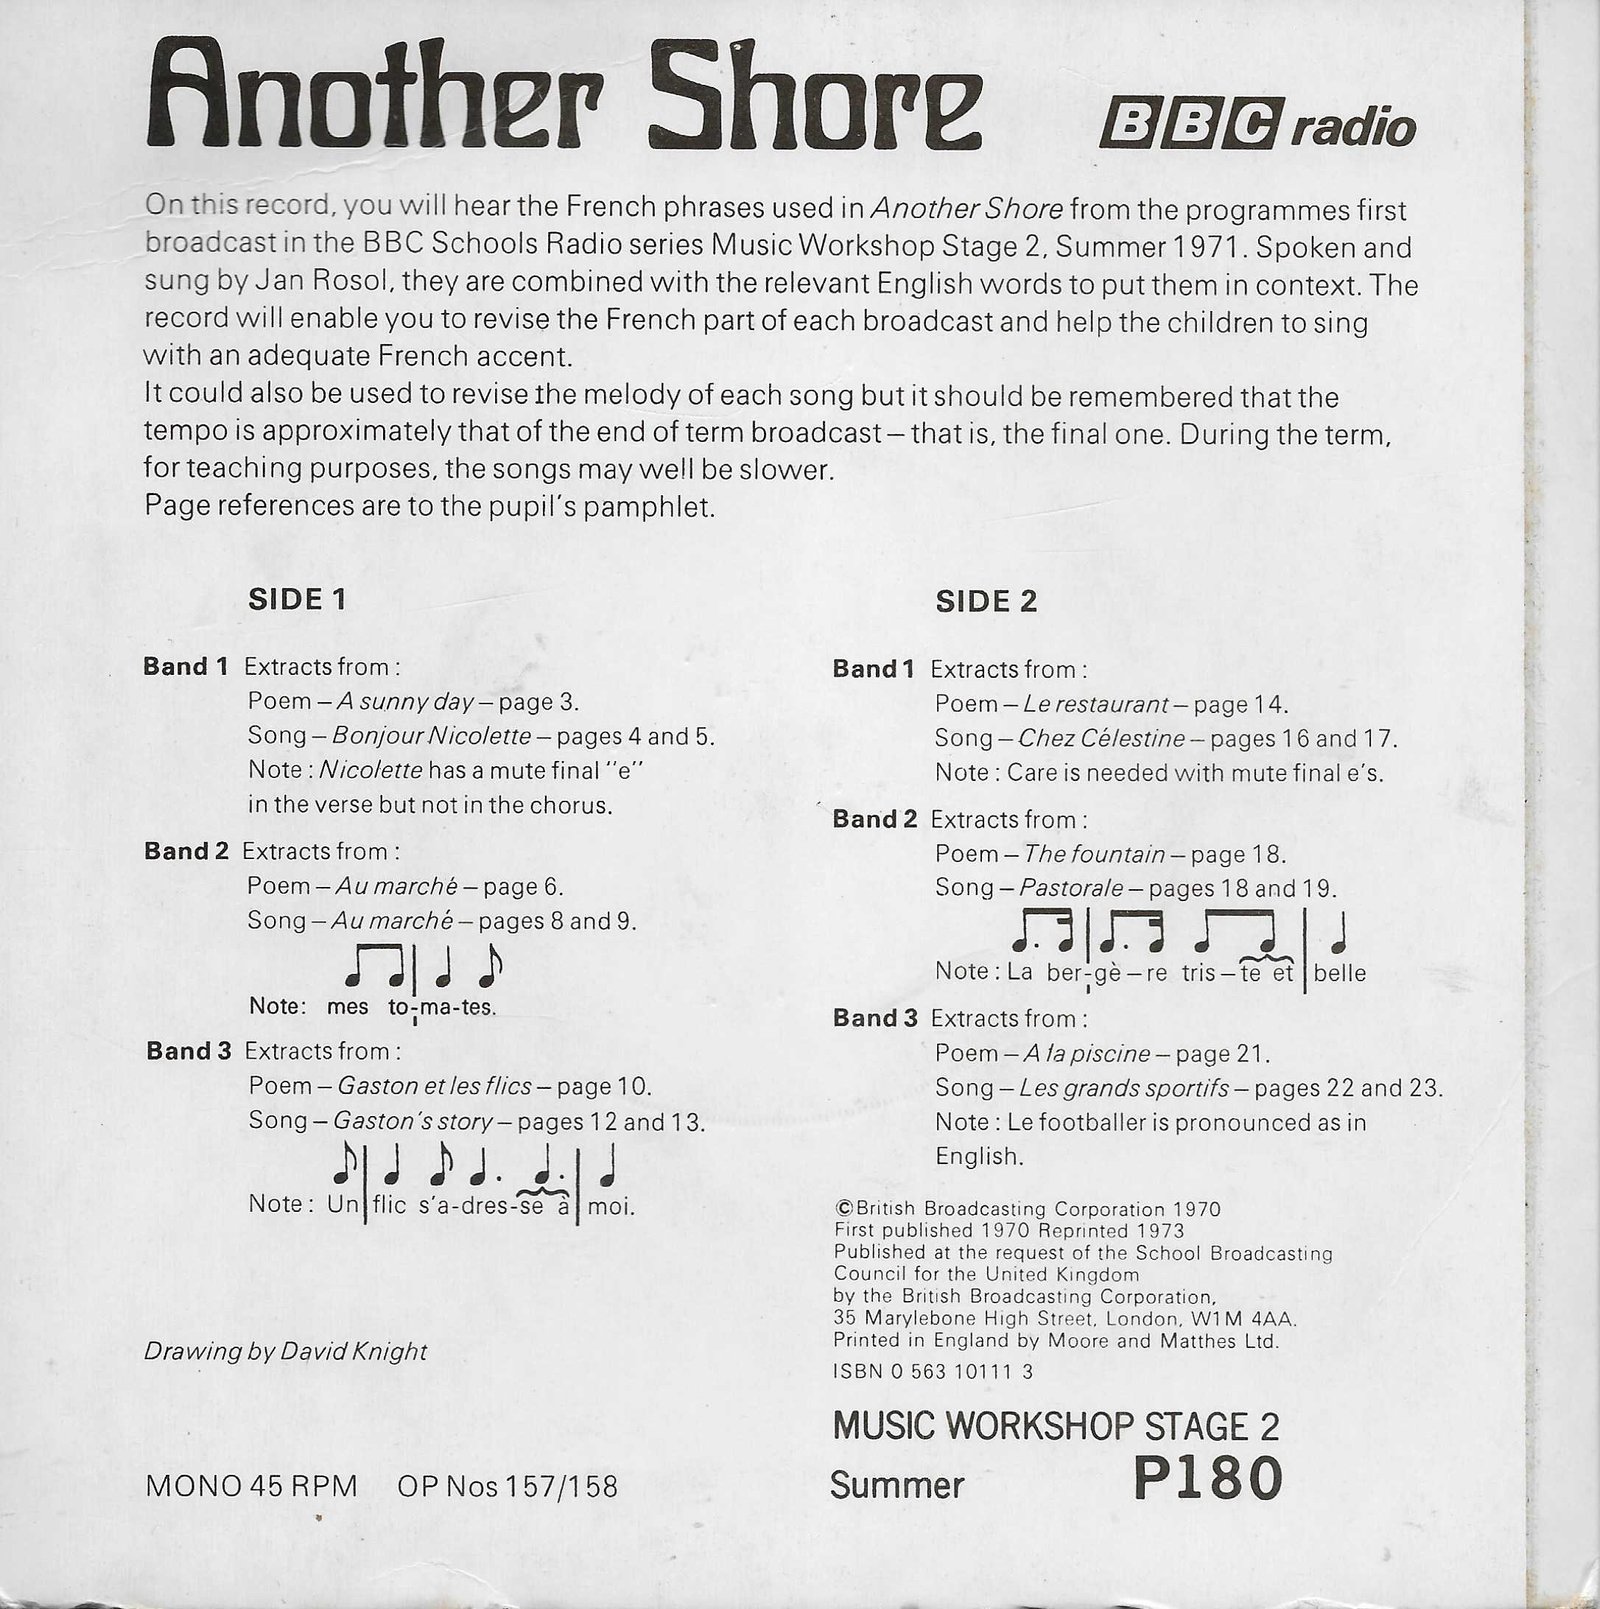 Another Shore
BBC radio
On this record, you will hear the French phrases used in Another Shore from the programmes first
broadcast in the BBC Schools Radio series Music Workshop Stage 2, Summer 1971. Spoken and
sung by Jan Rosol, they are combined with the relevant English words to put them in context. The
record will enable you to revise the French part of each broadcast and help the children to sing
with an adequate French accent.
It could also be used to revise the melody of each song but it should be remembered that the
tempo is approximately that of the end of term broadcast – that is, the final one. During the term,
for teaching purposes, the songs may well be slower.
Page references are to the pupil's pamphlet.
SIDE 1
Band 1 Extracts from :
Poem – A sunny day – page 3.
Song – Bonjour Nicolette – pages 4 and 5.
Note : Nicolette has a mute final "e"
in the verse but not in the chorus.
Band 2 Extracts from :
Poem – Au marché – page 6.
Song – Au marché – pages 8 and 9.
Note: mes to-ma-tes.
Band 3 Extracts from :
Poem – Gaston et les flics – page 10.
Song – Gaston's story – pages 12 and 13.
Note : Un flic s'a-dres-se à moi.
Drawing by David Knight
MONO 45 RPM OP Nos 157/158
SIDE 2
Band 1 Extracts from :
Poem – Le restaurant – page 14.
Song – Chez Célestine – pages 16 and 17.
Note : Care is needed with mute final e's.
Band 2 Extracts from :
Poem – The fountain – page 18.
Song – Pastorale – pages 18 and 19.
Note : La ber-gè – re tris – te et belle
Band 3 Extracts from :
Poem – A la piscine – page 21.
Song – Les grands sportifs – pages 22 and 23.
Note : Le footballer is pronounced as in
English.
©British Broadcasting Corporation 1970
First published 1970 Reprinted 1973
Published at the request of the School Broadcasting
Council for the United Kingdom
by the British Broadcasting Corporation,
35 Marylebone High Street, London, W1M 4AA.
Printed in England by Moore and Matthes Ltd.
ISBN 0 563 10111 3
MUSIC WORKSHOP STAGE 2
Summer P180